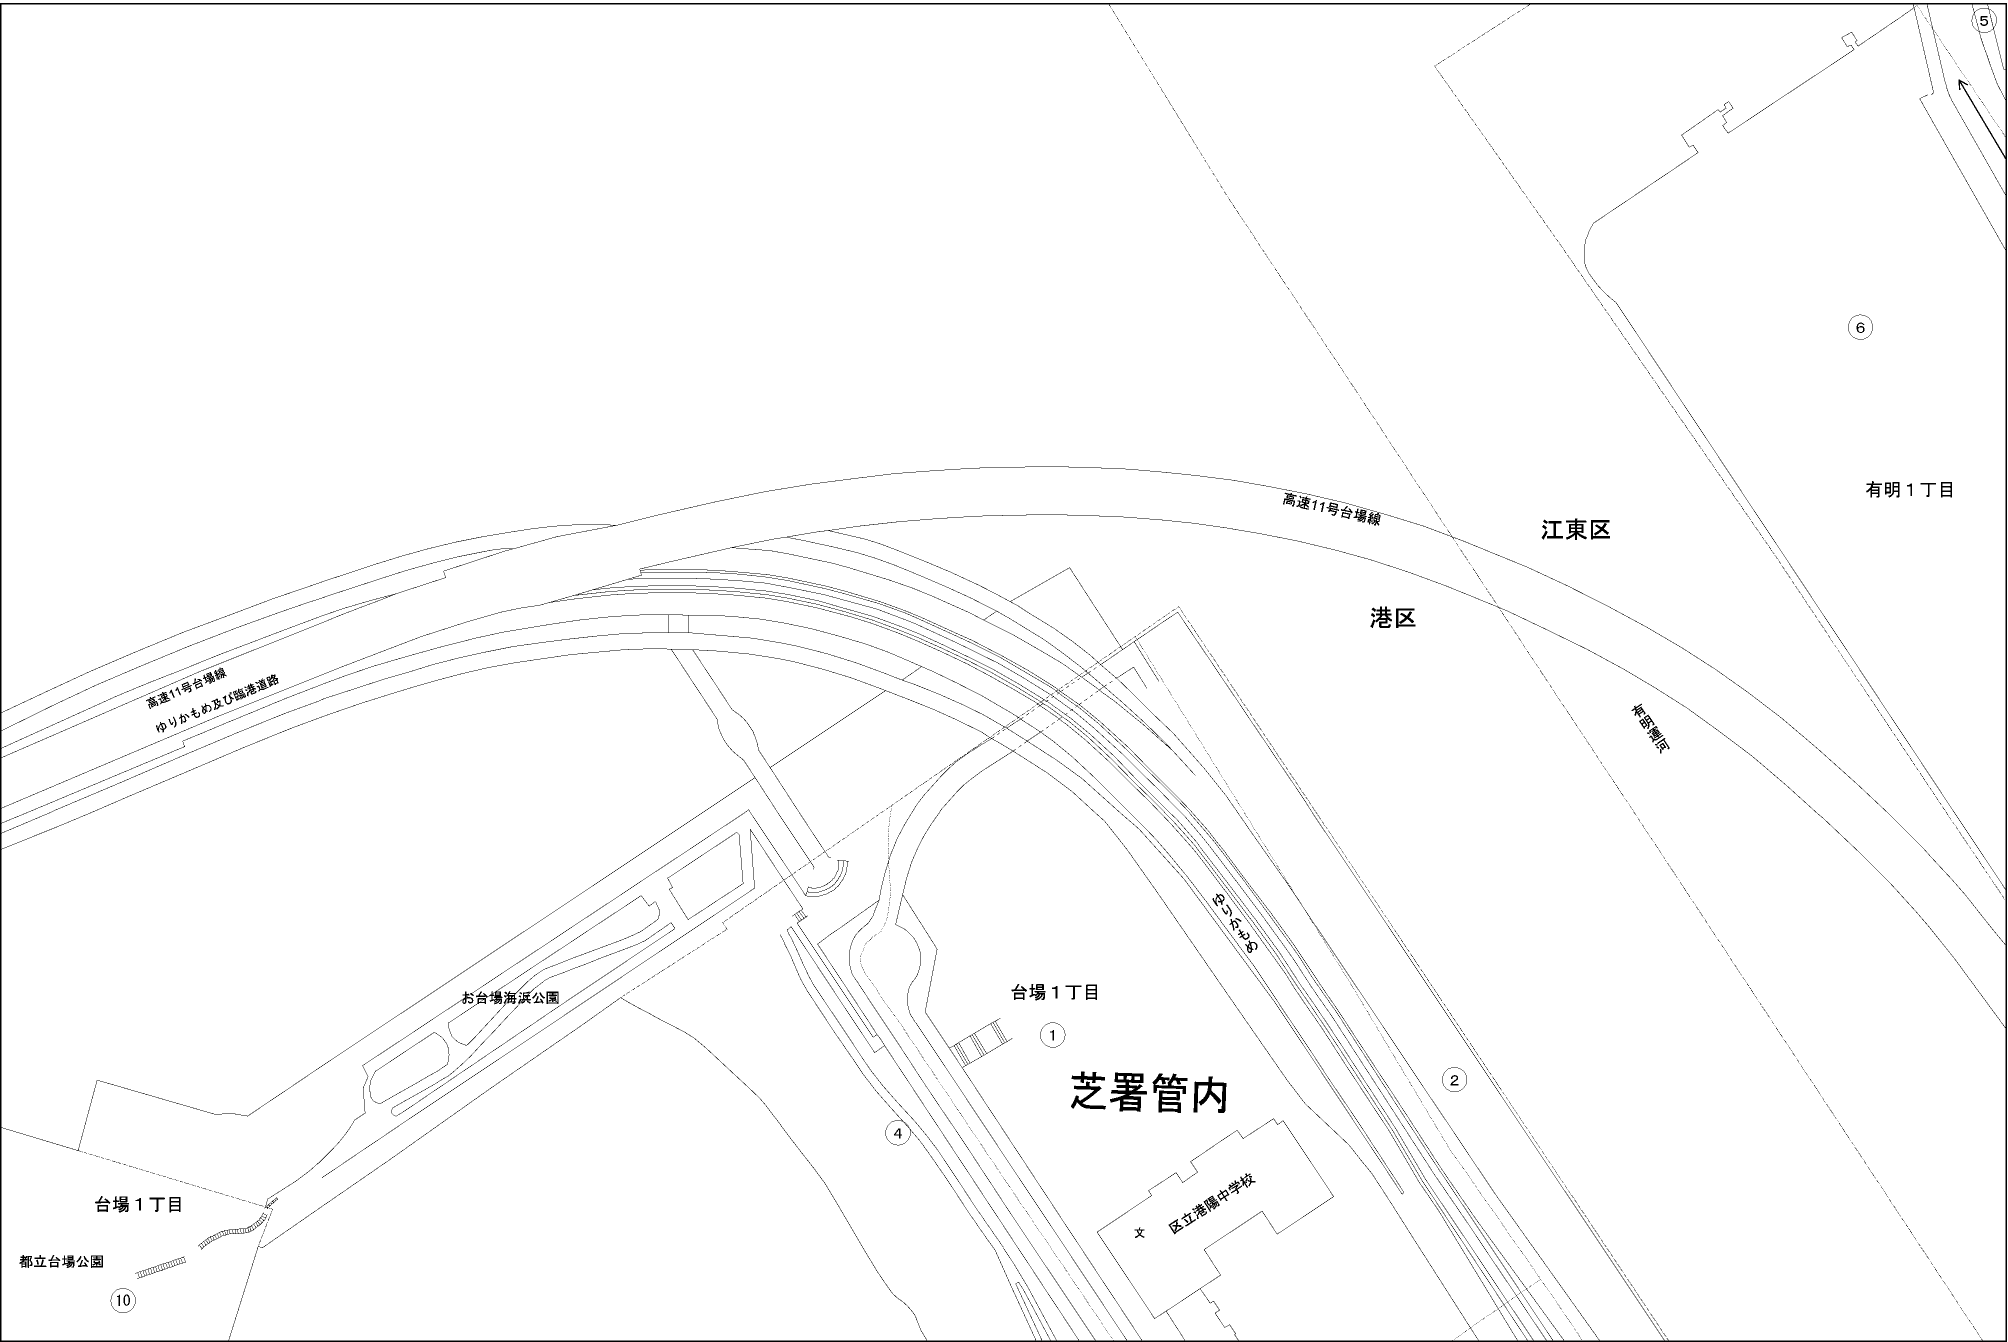 5
6
有明１丁目
高速11号台場線
江東区
港区
高速11号台場線
ゆりかもめ及び臨港道路
有明運河
ゆりかもめ
お台場海浜公園
台場１丁目
1
芝署管内
2
4
文
区立港陽中学校
台場１丁目
都立台場公園
10